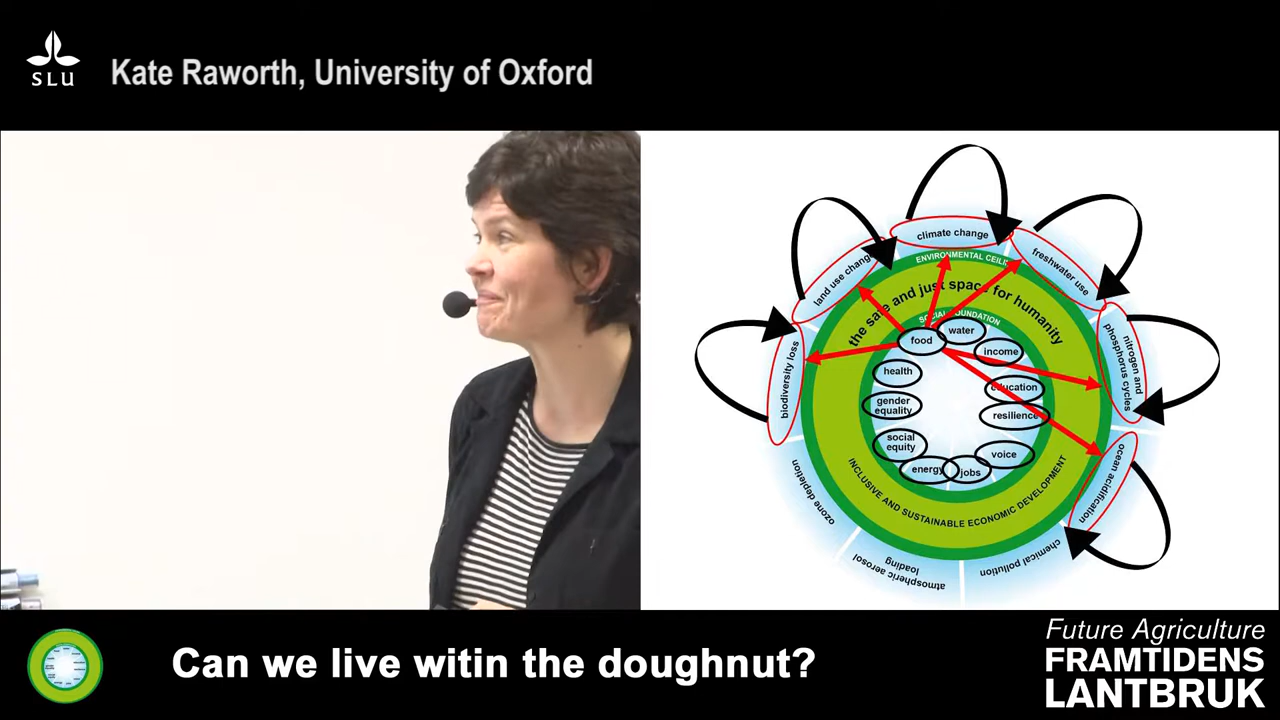 SLU
Kate Raworth, University of Oxford
climate change
freshwater use
nitrogen and
phosphorus cycles
ocean acidification
chemical pollution
atmospheric aerosol
loading
ozone depletion
biodiversity loss
land use change
ENVIRONMENTAL CEILI
the safe and just space for humanity
SOCIAL FOUNDATION
food
water
income
education
resilience
voice
jobs
energy
social
equity
gender
equality
health
INCLUSIVE AND SUSTAINABLE ECONOMIC DEVELOPMENT
Can we live witin the doughnut?
Future Agriculture
FRAMTIDENS
LANTBRUK